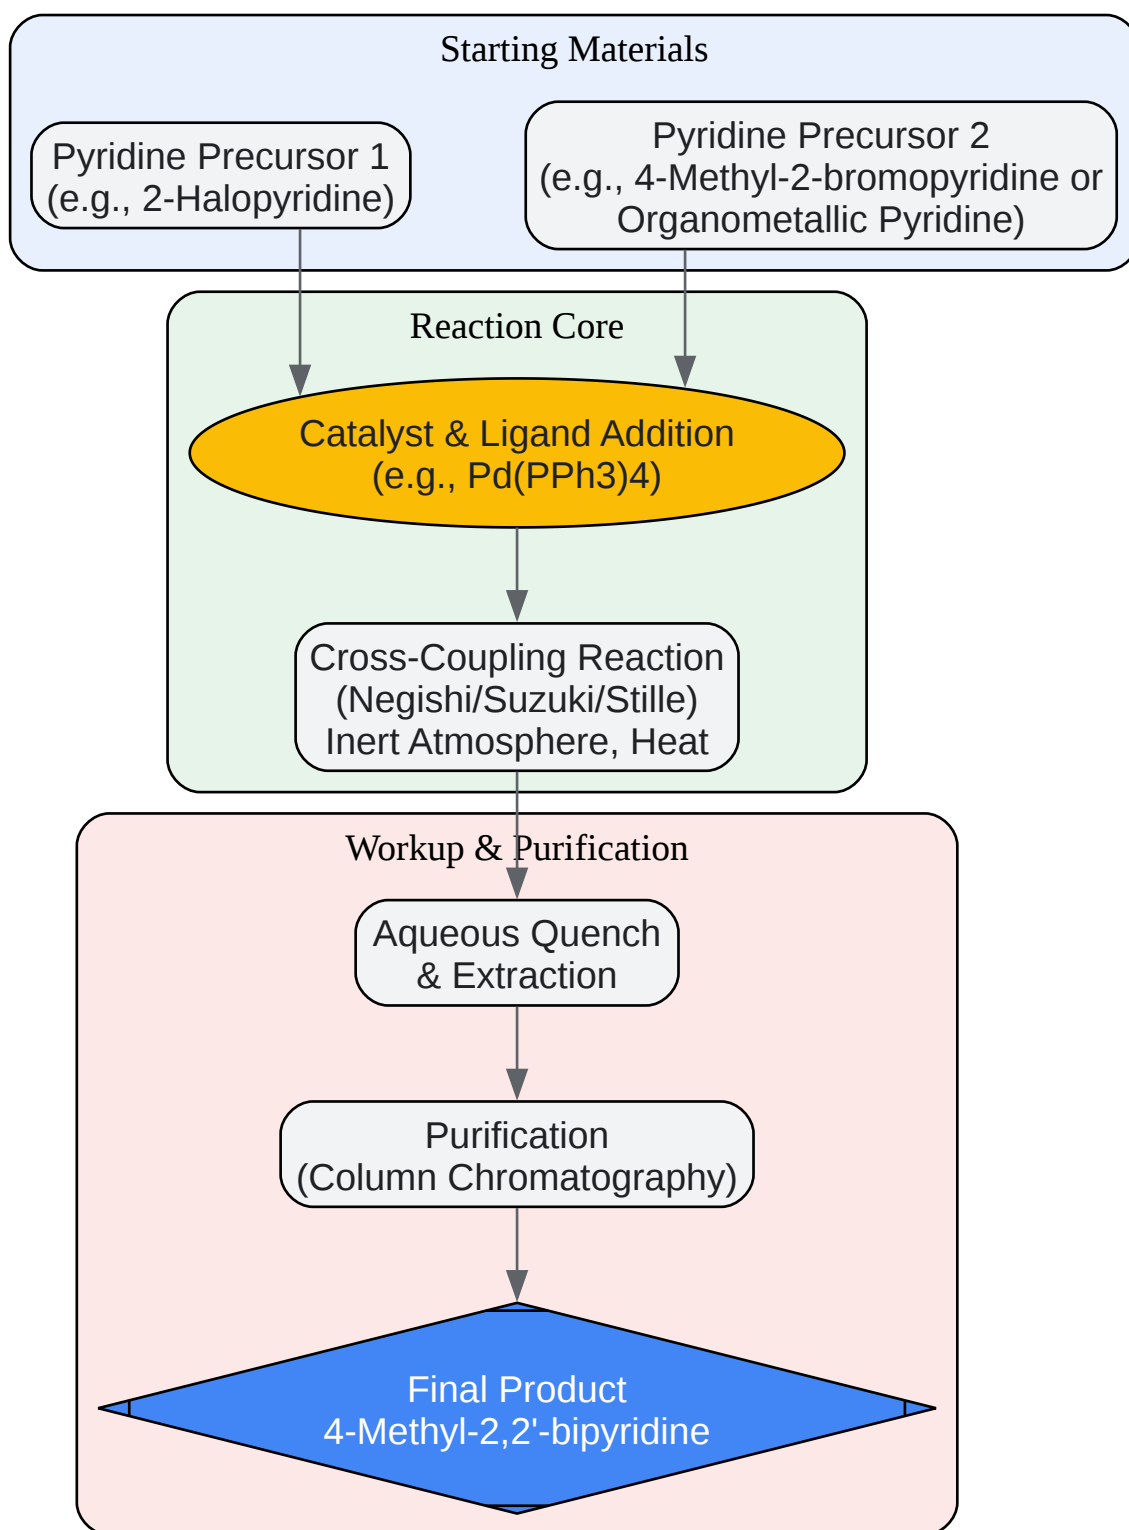 Starting Materials
Pyridine Precursor 1
(e.g., 2-Halopyridine)
Pyridine Precursor 2
(e.g., 4-Methyl-2-bromopyridine or
Organometallic Pyridine)
Reaction Core
Catalyst & Ligand Addition
(e.g., Pd(PPh3)4)
Cross-Coupling Reaction
(Negishi/Suzuki/Stille)
Inert Atmosphere, Heat
Workup & Purification
Aqueous Quench
& Extraction
Purification
(Column Chromatography)
Final Product
4-Methyl-2,2'-bipyridine